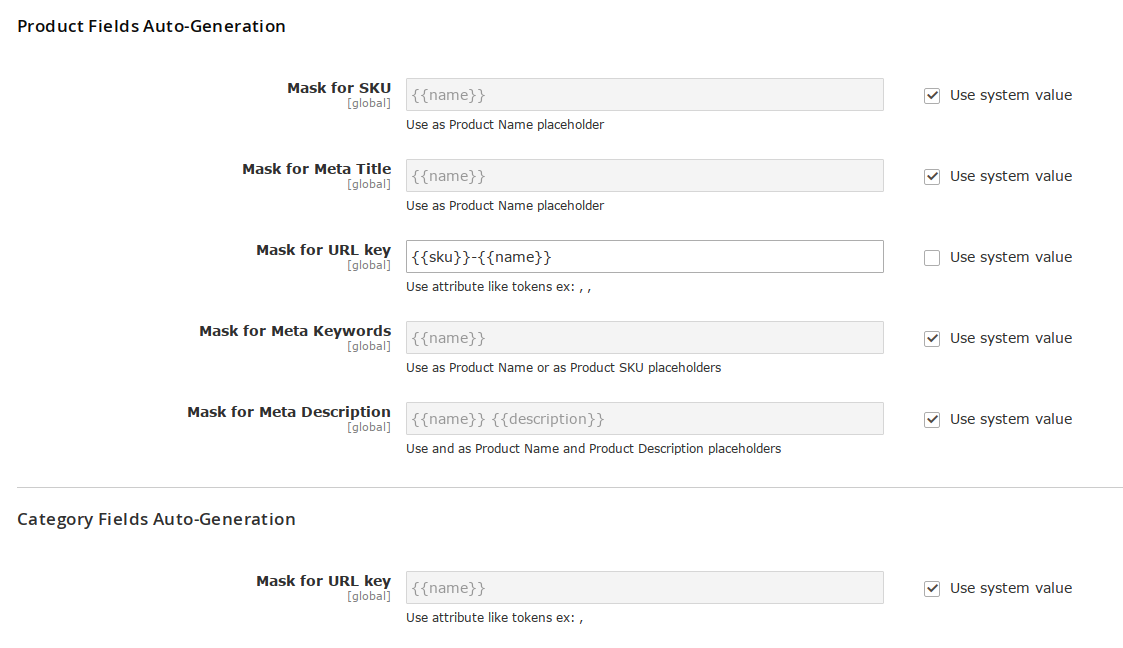 Product Fields Auto-Generation
Mask for SKU {{name}} Use system value
[global]
Use as Product Name placeholder
Mask for Meta Title {{name}} Use system value
[global]
Use as Product Name placeholder
Mask for URL key {{sku}}-{{name}} Use system value
[global]
Use attribute like tokens ex: , ,
Mask for Meta Keywords {{name}} Use system value
[global]
Use as Product Name or as Product SKU placeholders
Mask for Meta Description {{name}} {{description}} Use system value
[global]
Use and as Product Name and Product Description placeholders
Category Fields Auto-Generation
Mask for URL key {{name}} Use system value
[global]
Use attribute like tokens ex: ,